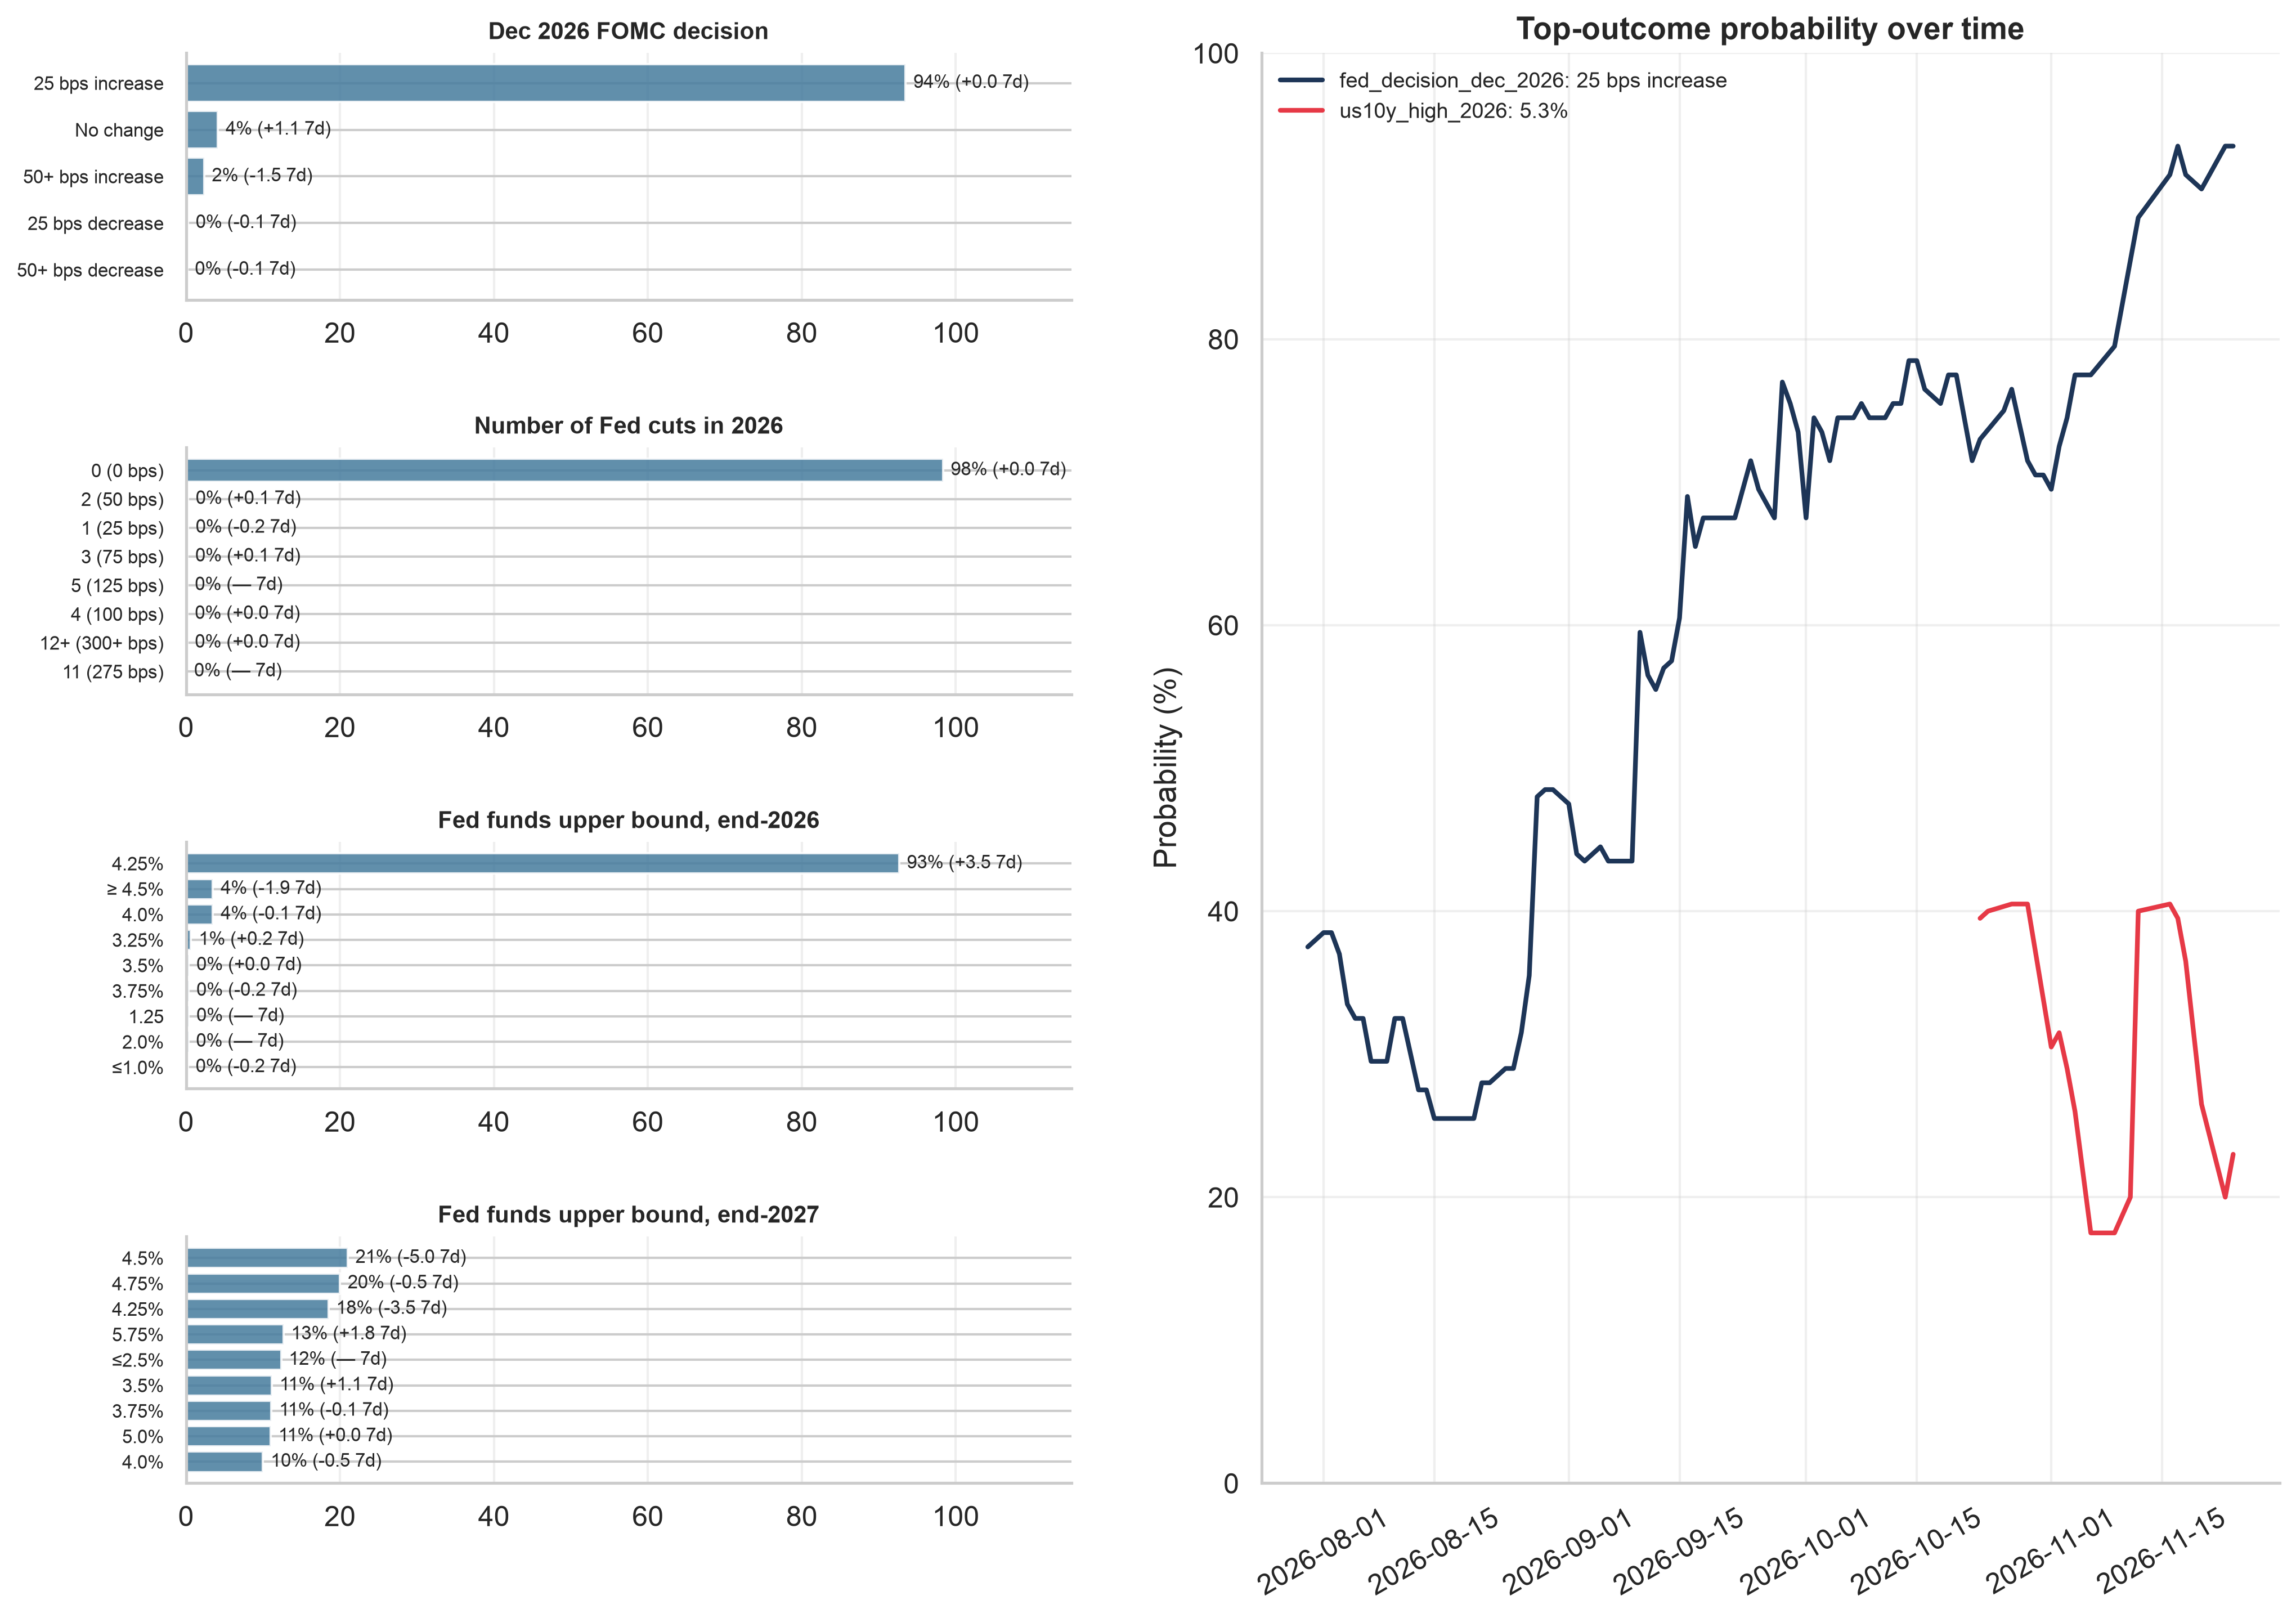 Dec 2026 FOMC decision
25 bps increase 94% (+0.0 7d)
No change 4% (+1.1 7d)
50+ bps increase 2% (-1.5 7d)
25 bps decrease 0% (-0.1 7d)
50+ bps decrease 0% (-0.1 7d)
0 20 40 60 80 100
Number of Fed cuts in 2026
0 (0 bps) 98% (+0.0 7d)
2 (50 bps) 0% (+0.1 7d)
1 (25 bps) 0% (-0.2 7d)
3 (75 bps) 0% (+0.1 7d)
5 (125 bps) 0% (— 7d)
4 (100 bps) 0% (+0.0 7d)
12+ (300+ bps) 0% (+0.0 7d)
11 (275 bps) 0% (— 7d)
0 20 40 60 80 100
Fed funds upper bound, end-2026
4.25% 93% (+3.5 7d)
≥ 4.5% 4% (-1.9 7d)
4.0% 4% (-0.1 7d)
3.25% 1% (+0.2 7d)
3.5% 0% (+0.0 7d)
3.75% 0% (-0.2 7d)
1.25 0% (— 7d)
2.0% 0% (— 7d)
≤1.0% 0% (-0.2 7d)
0 20 40 60 80 100
Fed funds upper bound, end-2027
4.5% 21% (-5.0 7d)
4.75% 20% (-0.5 7d)
4.25% 18% (-3.5 7d)
5.75% 13% (+1.8 7d)
≤2.5% 12% (— 7d)
3.5% 11% (+1.1 7d)
3.75% 11% (-0.1 7d)
5.0% 11% (+0.0 7d)
4.0% 10% (-0.5 7d)
0 20 40 60 80 100
Top-outcome probability over time
fed_decision_dec_2026: 25 bps increase
us10y_high_2026: 5.3%
Probability (%)
100
80
60
40
20
0
2026-08-01 2026-08-15 2026-09-01 2026-09-15 2026-10-01 2026-10-15 2026-11-01 2026-11-15